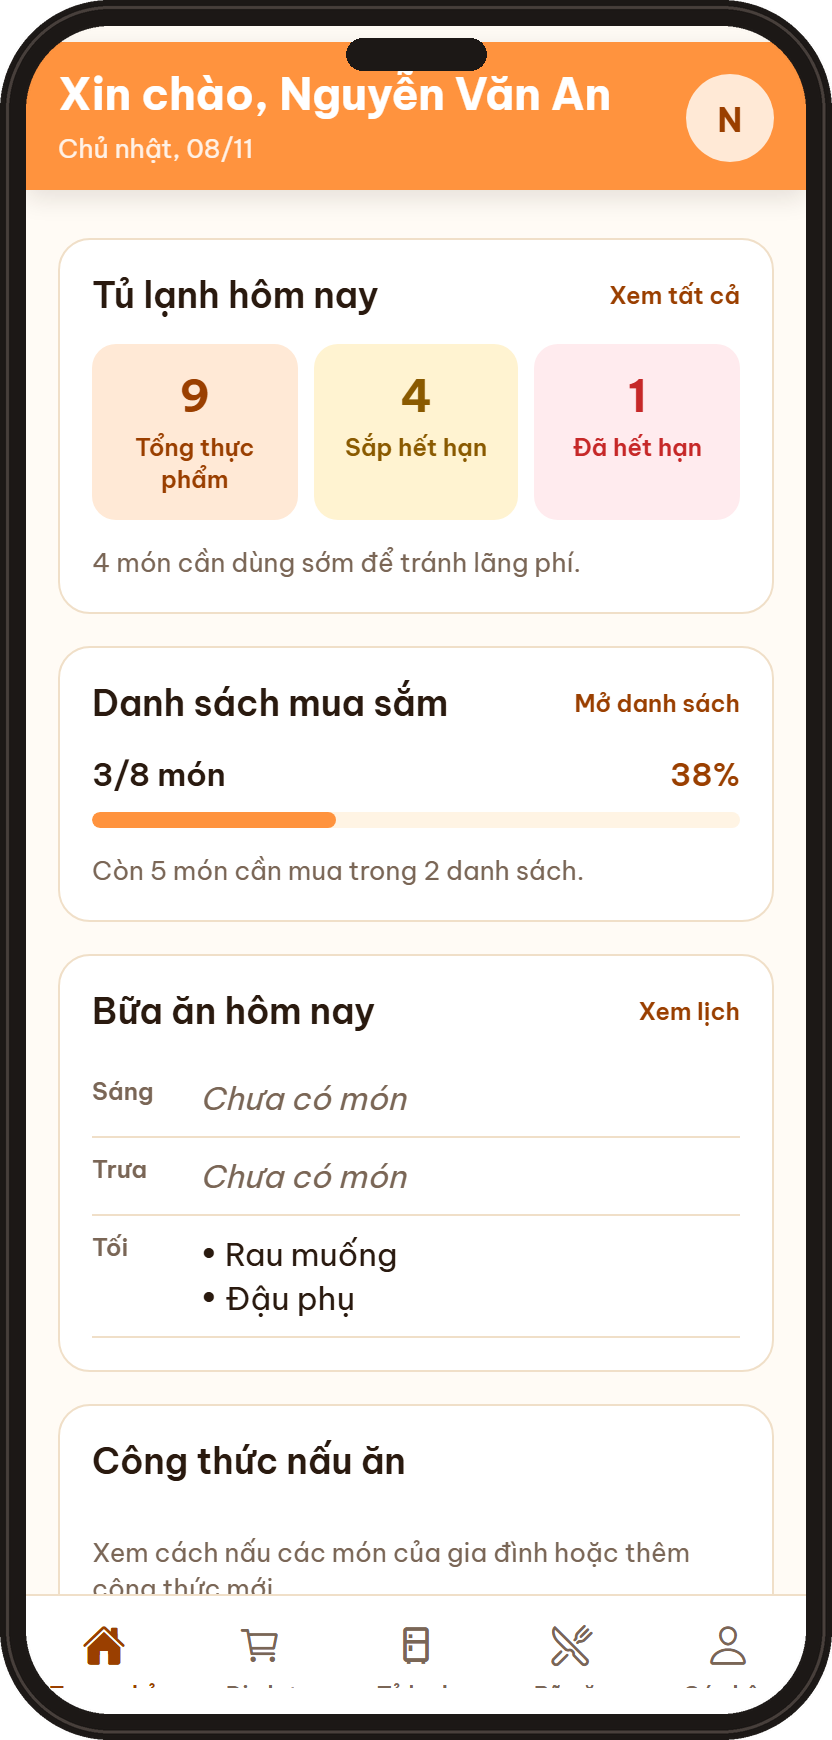 Xin chào, Nguyễn Văn An
Chủ nhật, 08/11
N
Tủ lạnh hôm nay
Xem tất cả
9
Tổng thực
phẩm
4
Sắp hết hạn
1
Đã hết hạn
4 món cần dùng sớm để tránh lãng phí.
Danh sách mua sắm
Mở danh sách
3/8 món
38%
Còn 5 món cần mua trong 2 danh sách.
Bữa ăn hôm nay
Xem lịch
Sáng
Chưa có món
Trưa
Chưa có món
Tối
• Rau muống
• Đậu phụ
Công thức nấu ăn
Xem cách nấu các món của gia đình hoặc thêm
công thức mới